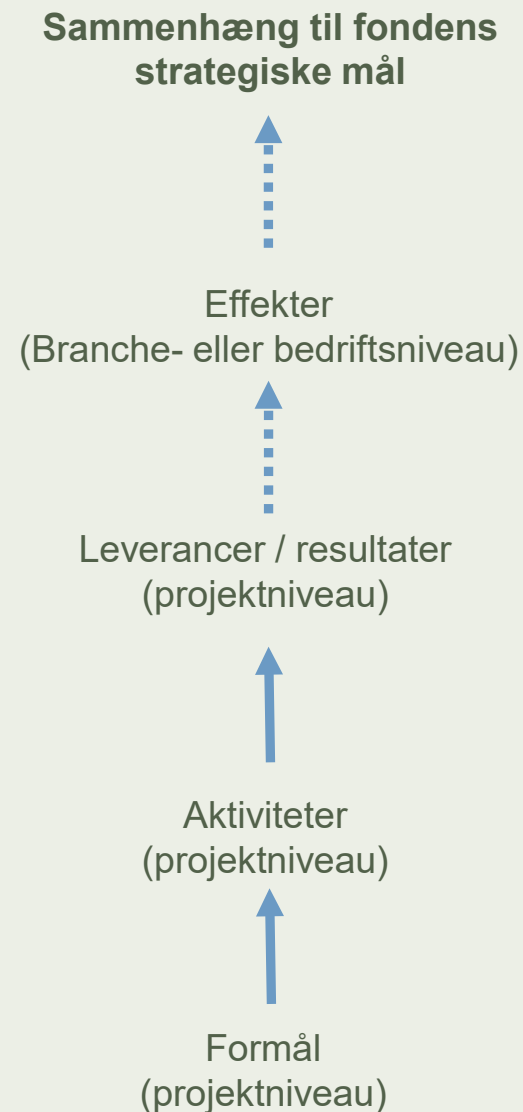 Sammenhæng til fondens
strategiske mål
Effekter
(Branche- eller bedriftsniveau)
Leverancer / resultater
(projektniveau)
Aktiviteter
(projektniveau)
Formål
(projektniveau)